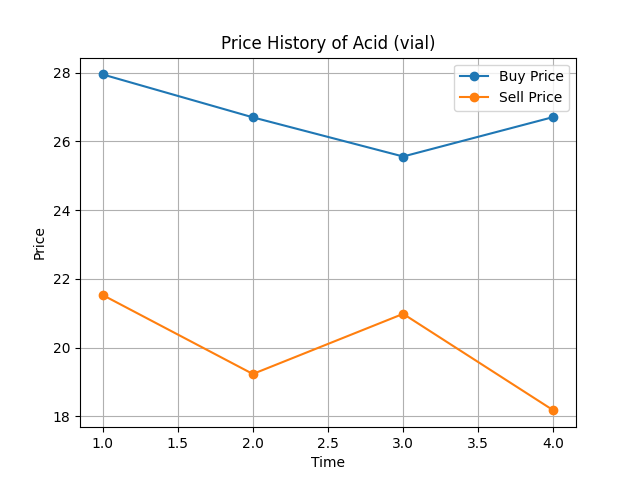 Price History of Acid (vial)
Buy Price
Sell Price
28
26
24
22
20
18
Price
1.0 1.5 2.0 2.5 3.0 3.5 4.0
Time